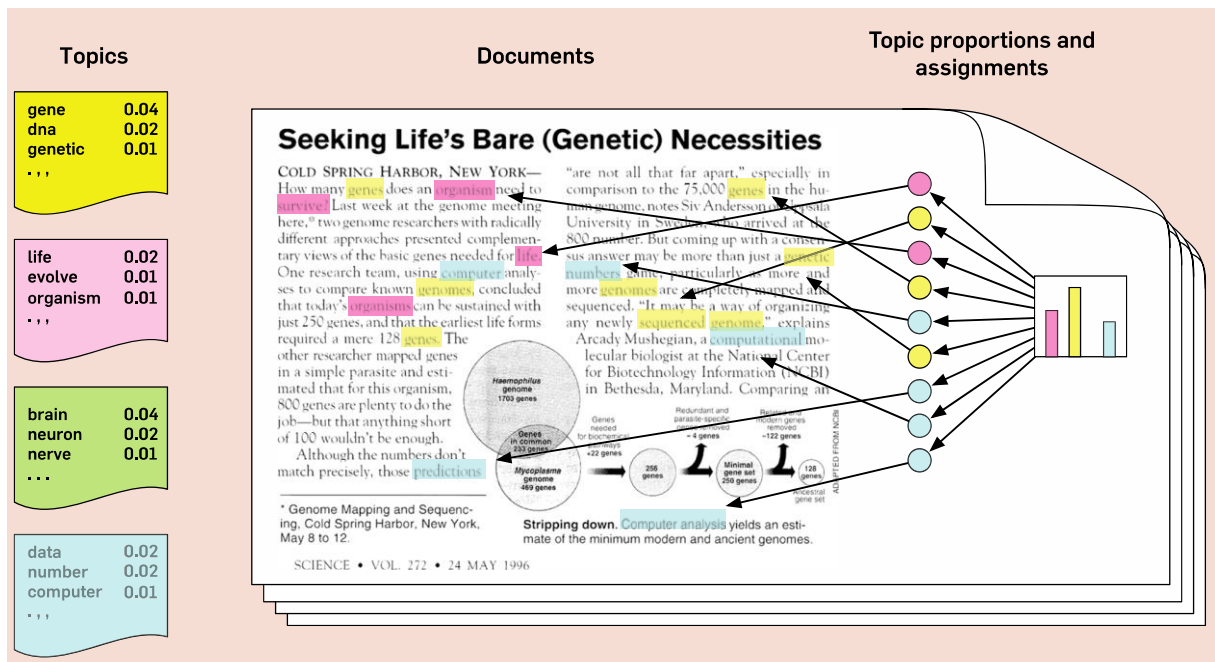 Topics
gene 0.04
dna 0.02
genetic 0.01
. , ,
life 0.02
evolve 0.01
organism 0.01
. , ,
brain 0.04
neuron 0.02
nerve 0.01
...
data 0.02
number 0.02
computer 0.01
. , ,
Documents
Seeking Life's Bare (Genetic) Necessities
COLD SPRING HARBOR, NEW YORK—
How many genes does an organism need to
survive? Last week at the genome meeting
here,* two genome researchers with radically
different approaches presented complemen-
tary views of the basic genes needed for life.
One research team, using computer analy-
ses to compare known genomes, concluded
that today's organisms can be sustained with
just 250 genes, and that the earliest life forms
required a mere 128 genes. The
other researcher mapped genes
in a simple parasite and esti-
mated that for this organism,
800 genes are plenty to do the
job—but that anything short
of 100 wouldn't be enough.
Although the numbers don't
match precisely, those predictions
* Genome Mapping and Sequenc-
ing, Cold Spring Harbor, New York,
May 8 to 12.
"are not all that far apart," especially in
comparison to the 75,000 genes in the hu-
man genome, notes Siv Andersson of Uppsala
University in Sweden, who arrived at the
800 number. But coming up with a consen-
sus answer may be more than just a genetic
numbers game, particularly as more and
more genomes are completely mapped and
sequenced. "It may be a way of organizing
any newly sequenced genome," explains
Arcady Mushegian, a computational mo-
lecular biologist at the National Center
for Biotechnology Information (NCBI)
in Bethesda, Maryland. Comparing an
Haemophilus
genome
1703 genes
Genes
in common
233 genes
Mycoplasma
genome
469 genes
Genes
needed
for biochemical
pathways
+22 genes
256
genes
Redundant and
parasite-specific
genes removed
– 4 genes
Minimal
gene set
250 genes
Related and
modern genes
removed
–122 genes
128
genes
Ancestral
gene set
ADAPTED FROM NCBI
Stripping down. Computer analysis yields an esti-
mate of the minimum modern and ancient genomes.
SCIENCE • VOL. 272 • 24 MAY 1996
Topic proportions and
assignments